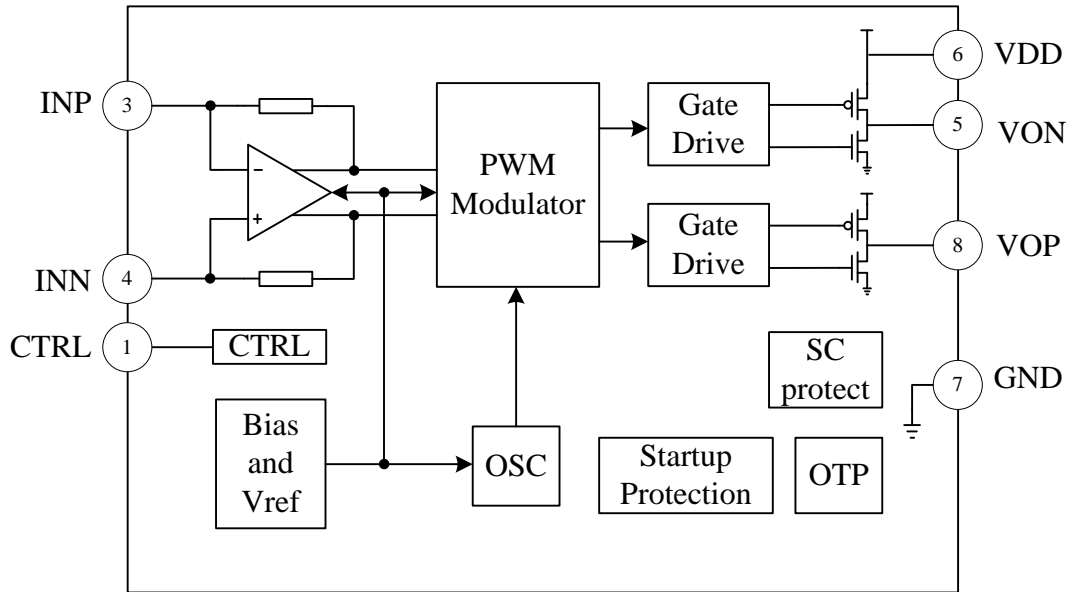 INP
3
INN
4
CTRL
1
−
+
PWM
Modulator
Gate
Drive
Gate
Drive
6
VDD
5
VON
8
VOP
7
GND
CTRL
Bias
and
Vref
OSC
SC
protect
Startup
Protection
OTP